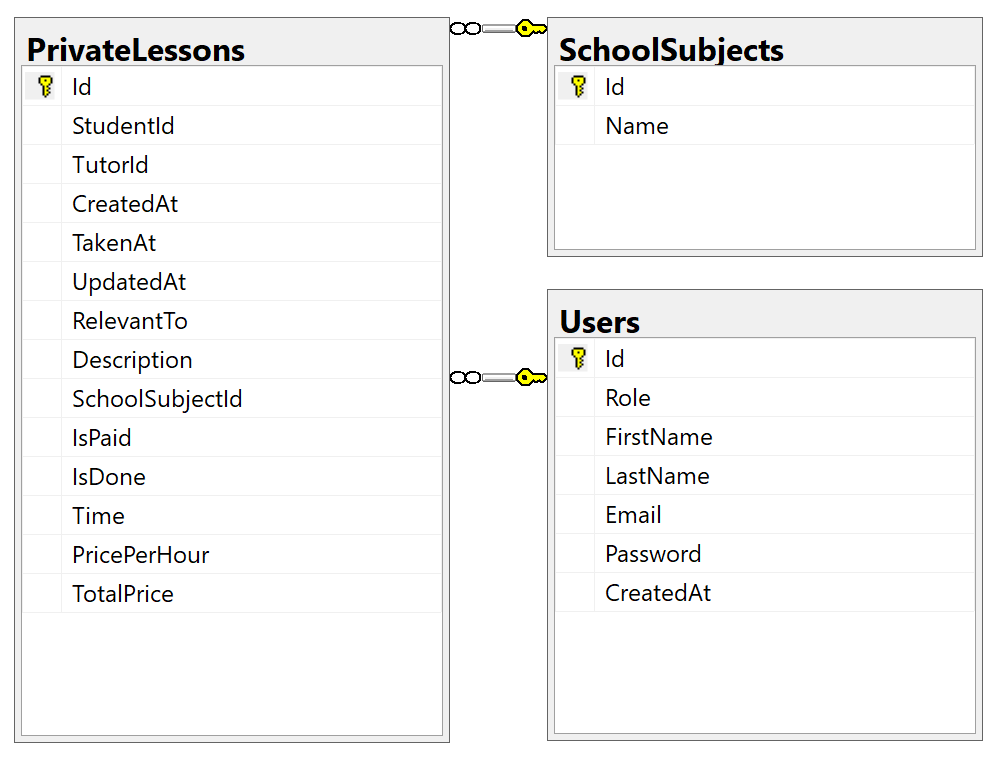 PrivateLessons
Id
StudentId
TutorId
CreatedAt
TakenAt
UpdatedAt
RelevantTo
Description
SchoolSubjectId
IsPaid
IsDone
Time
PricePerHour
TotalPrice
SchoolSubjects
Id
Name
Users
Id
Role
FirstName
LastName
Email
Password
CreatedAt